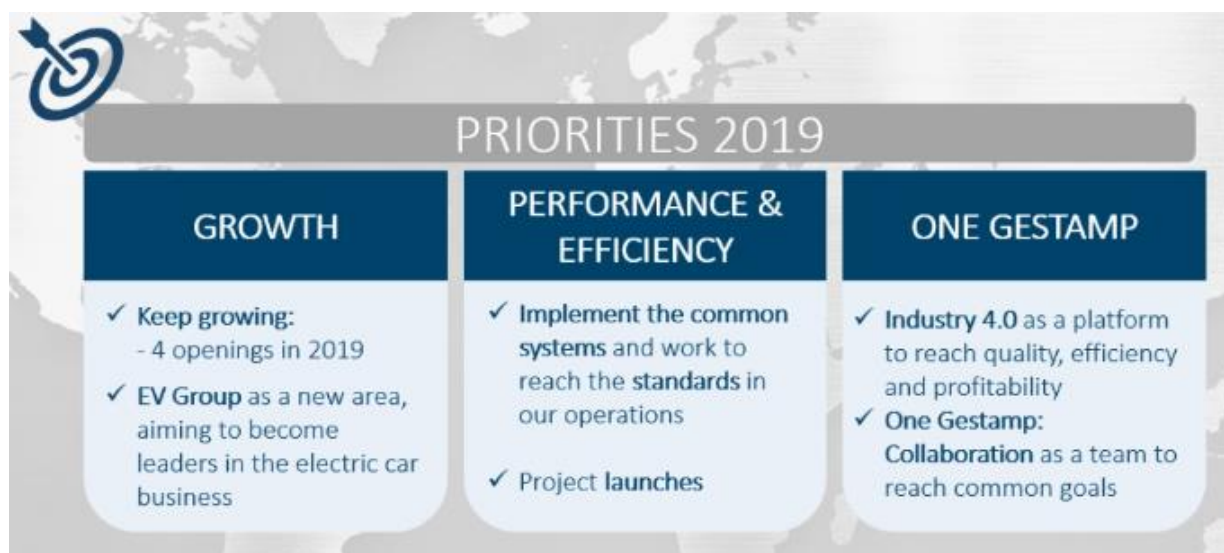 PRIORITIES 2019
GROWTH
✓ Keep growing:
- 4 openings in 2019
✓ EV Group as a new area,
aiming to become
leaders in the electric car
business
PERFORMANCE &
EFFICIENCY
✓ Implement the common
systems and work to
reach the standards in
our operations
✓ Project launches
ONE GESTAMP
✓ Industry 4.0 as a platform
to reach quality, efficiency
and profitability
✓ One Gestamp:
Collaboration as a team to
reach common goals